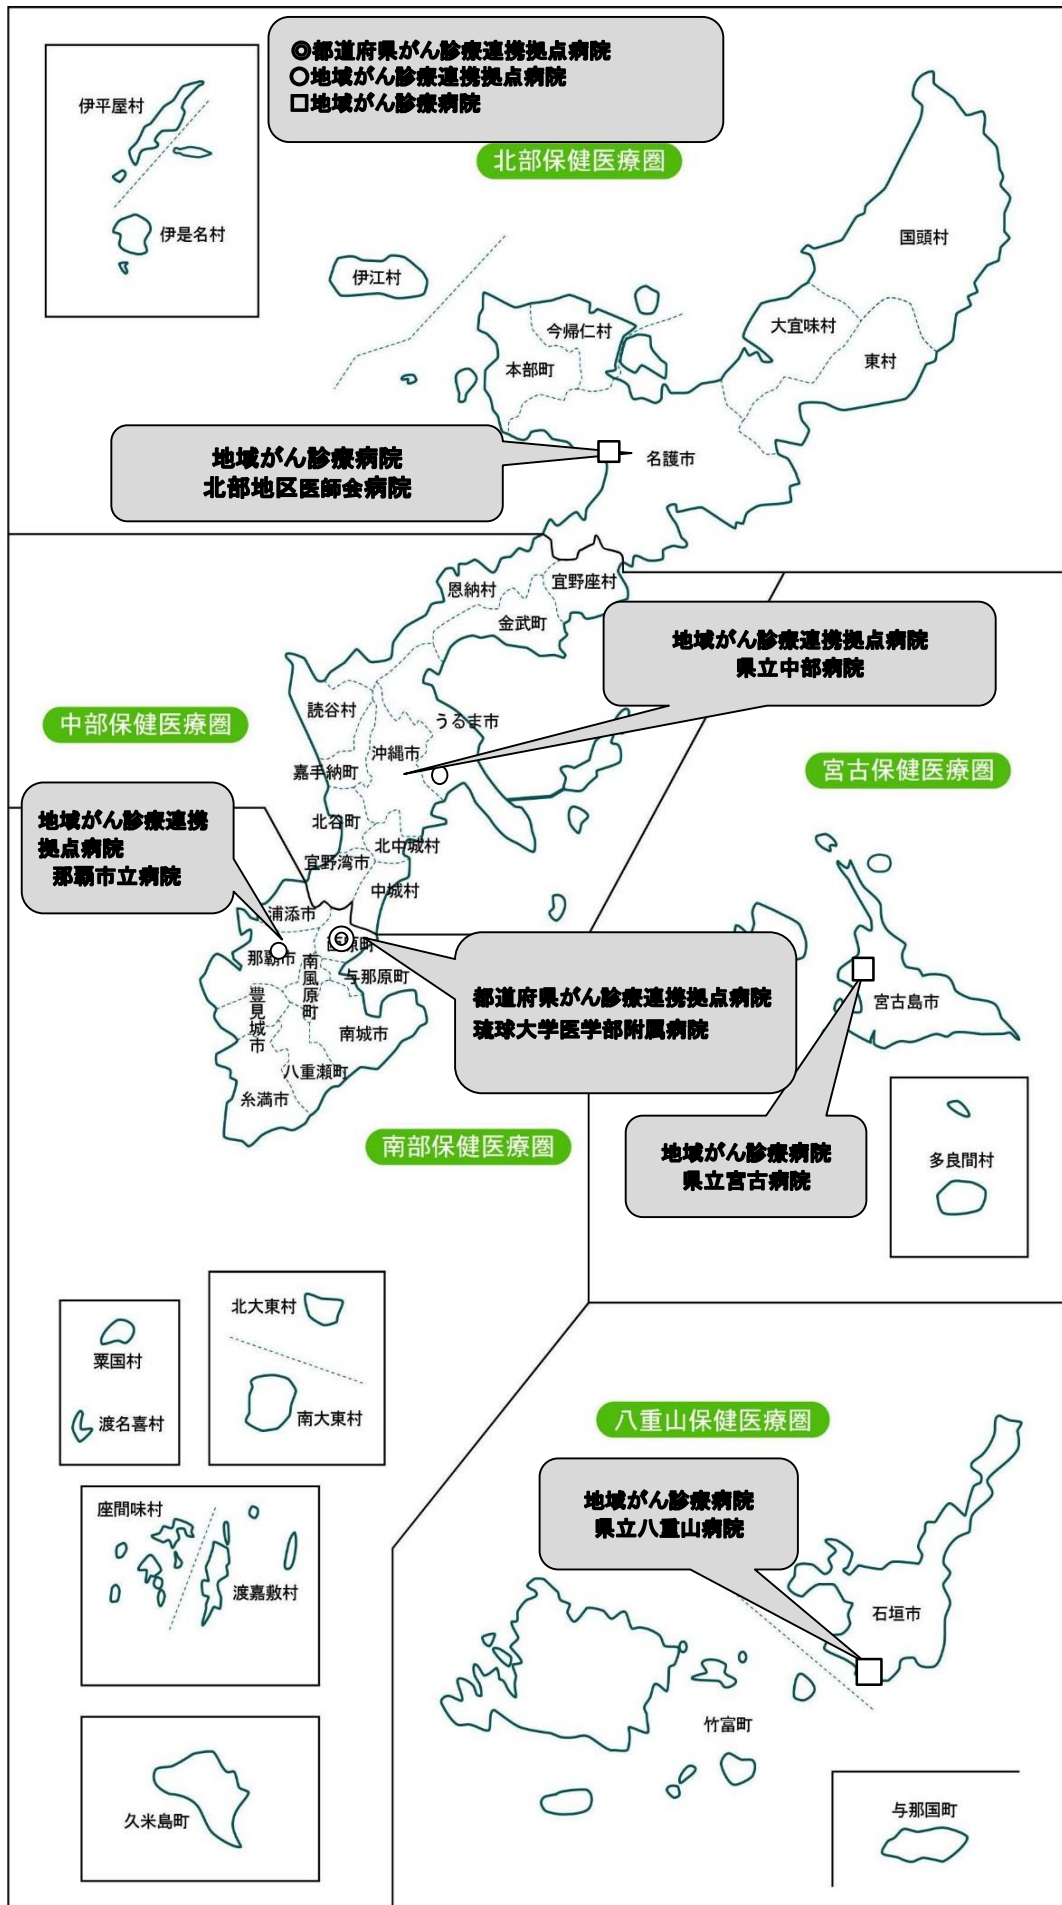 ◎都道府県がん診療連携拠点病院
○地域がん診療連携拠点病院
□地域がん診療病院
伊平屋村
伊是名村
北部保健医療圏
国頭村
伊江村
今帰仁村
大宜味村
本部町
東村
地域がん診療病院
北部地区医師会病院
名護市
恩納村
宜野座村
金武町
地域がん診療連携拠点病院
県立中部病院
中部保健医療圏
読谷村
うるま市
沖縄市
嘉手納町
宮古保健医療圏
地域がん診療連携
拠点病院
那覇市立病院
北谷町
北中城村
宜野湾市
中城村
浦添市
西原町
那覇市
南風原町
与那原町
豊見城市
南城市
八重瀬町
糸満市
都道府県がん診療連携拠点病院
琉球大学医学部附属病院
宮古島市
南部保健医療圏
地域がん診療病院
県立宮古病院
多良間村
北大東村
南大東村
粟国村
渡名喜村
八重山保健医療圏
地域がん診療病院
県立八重山病院
座間味村
渡嘉敷村
石垣市
竹富町
久米島町
与那国町